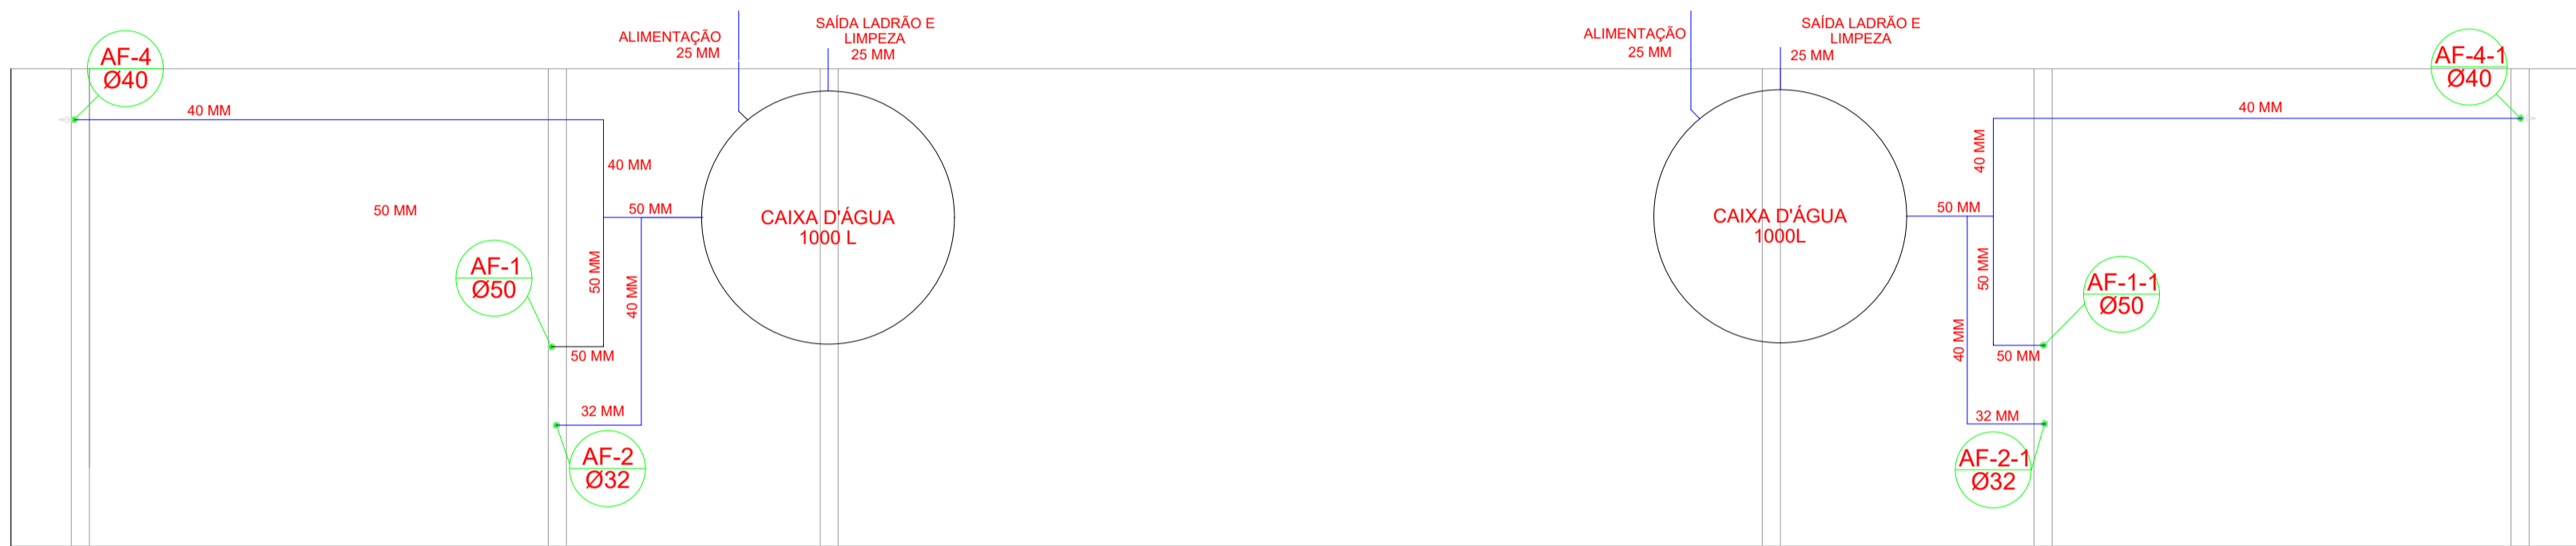 AF-4
Ø40
40 MM
40 MM
50 MM
50 MM
AF-1
Ø50
50 MM
50 MM
40 MM
32 MM
AF-2
Ø32
ALIMENTAÇÃO
25 MM
SAÍDA LADRÃO E
LIMPEZA
25 MM
CAIXA D'ÁGUA
1000 L
ALIMENTAÇÃO
25 MM
SAÍDA LADRÃO E
LIMPEZA
25 MM
CAIXA D'ÁGUA
1000L
50 MM
40 MM
50 MM
40 MM
50 MM
32 MM
40 MM
AF-4-1
Ø40
AF-1-1
Ø50
AF-2-1
Ø32